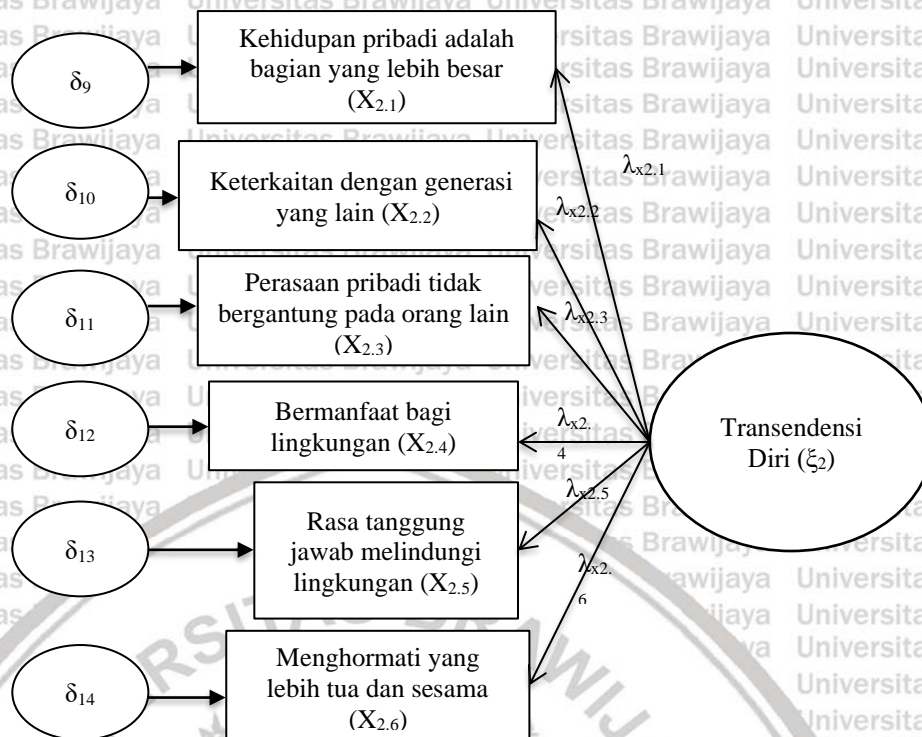 δ₉
Kehidupan pribadi adalah
bagian yang lebih besar
(X₂.₁)
λx2.1
δ₁₀
Keterkaitan dengan generasi
yang lain (X₂.₂)
λx2.2
δ₁₁
Perasaan pribadi tidak
bergantung pada orang lain
(X₂.₃)
λx2.3
δ₁₂
Bermanfaat bagi
lingkungan (X₂.₄)
λx2.
4
Transendensi
Diri (ξ₂)
δ₁₃
Rasa tanggung
jawab melindungi
lingkungan (X₂.₅)
λx2.5
δ₁₄
Menghormati yang
lebih tua dan sesama
(X₂.₆)
λx2.
6
Universitas Brawijaya